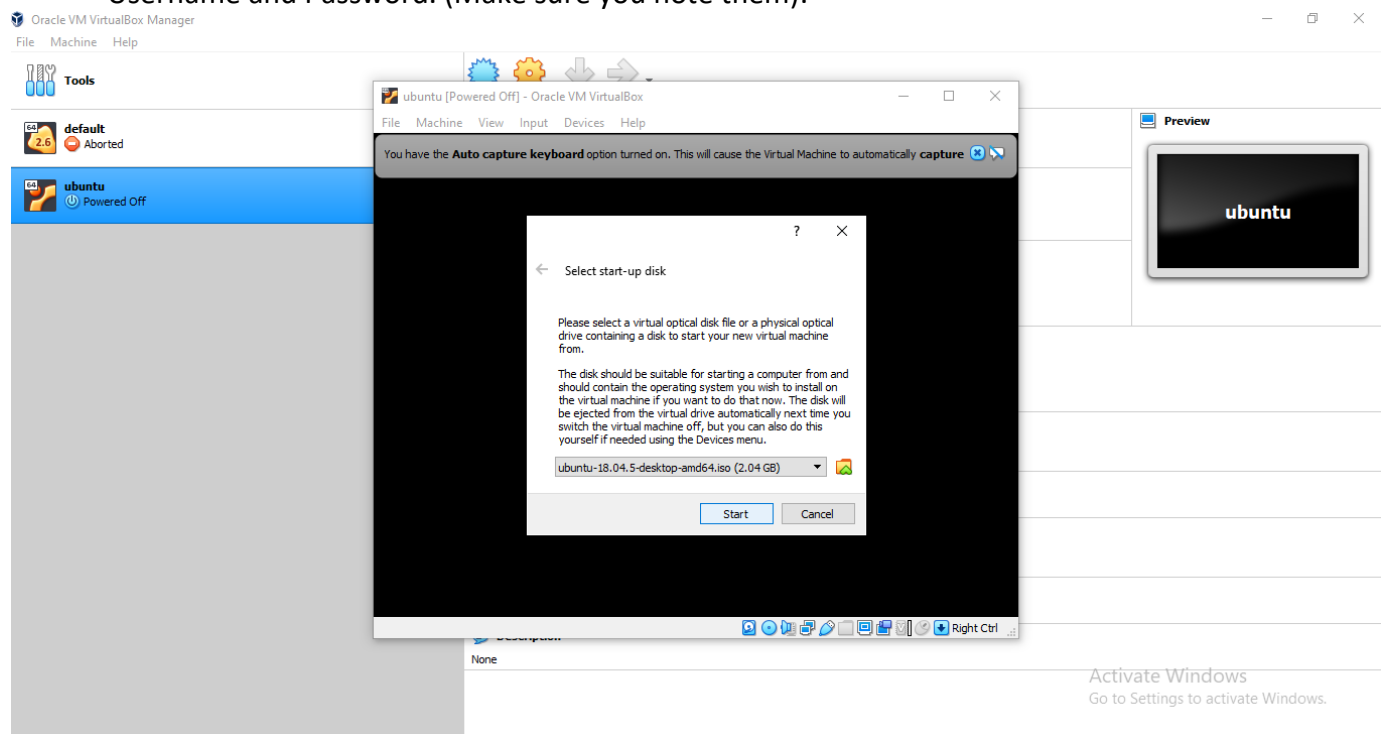 Username and Password. (Make sure you note them).
Oracle VM VirtualBox Manager
File Machine Help
Tools
64
2.6
default
Aborted
64
ubuntu
Powered Off
ubuntu [Powered Off] - Oracle VM VirtualBox
File Machine View Input Devices Help
You have the Auto capture keyboard option turned on. This will cause the Virtual Machine to automatically capture
?
Select start-up disk
Please select a virtual optical disk file or a physical optical
drive containing a disk to start your new virtual machine
from.
The disk should be suitable for starting a computer from and
should contain the operating system you wish to install on
the virtual machine if you want to do that now. The disk will
be ejected from the virtual drive automatically next time you
switch the virtual machine off, but you can also do this
yourself if needed using the Devices menu.
ubuntu-18.04.5-desktop-amd64.iso (2.04 GB)
Start Cancel
Right Ctrl
Preview
ubuntu
Description
None
Activate Windows
Go to Settings to activate Windows.